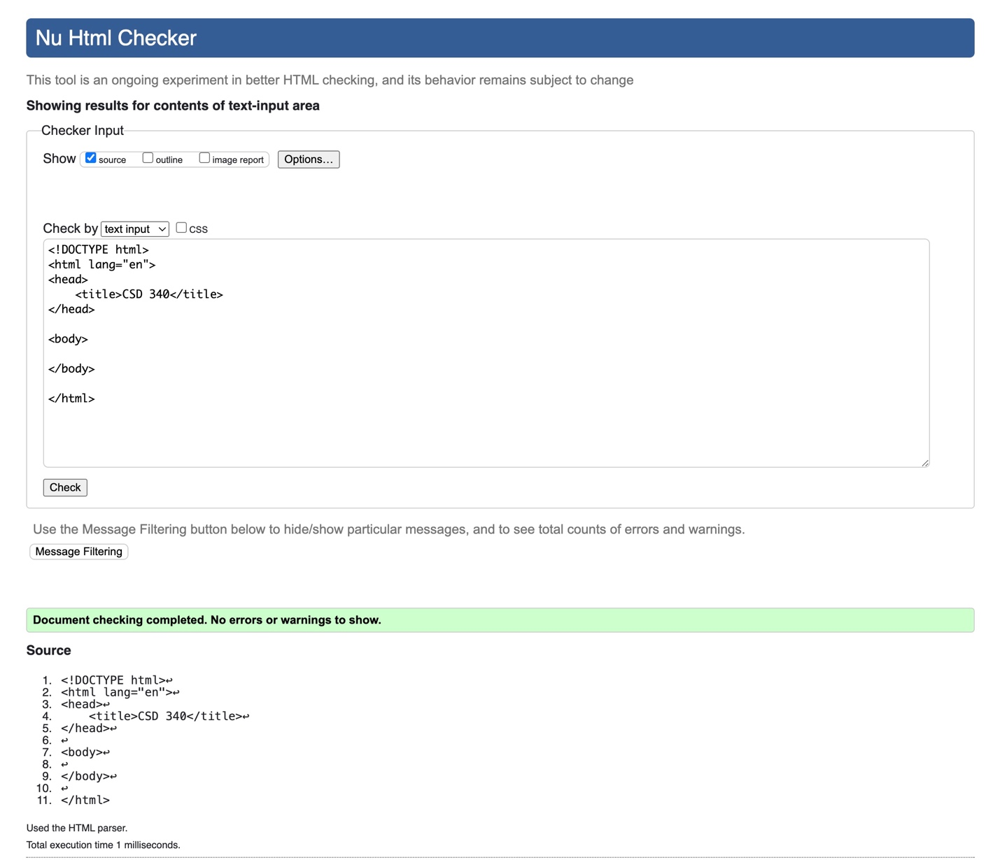 Nu Html Checker
This tool is an ongoing experiment in better HTML checking, and its behavior remains subject to change
Showing results for contents of text-input area
Checker Input
Show source outline image report Options...
Check by text input CSS
<!DOCTYPE html>
<html lang="en">
<head>
    <title>CSD 340</title>
</head>
<body>
</body>
</html>
Check
Use the Message Filtering button below to hide/show particular messages, and to see total counts of errors and warnings.
Message Filtering
Document checking completed. No errors or warnings to show.
Source
1. <!DOCTYPE html>↩
2. <html lang="en">↩
3. <head>↩
4.     <title>CSD 340</title>↩
5. </head>↩
6. ↩
7. <body>↩
8. ↩
9. </body>↩
10. ↩
11. </html>
Used the HTML parser.
Total execution time 1 milliseconds.